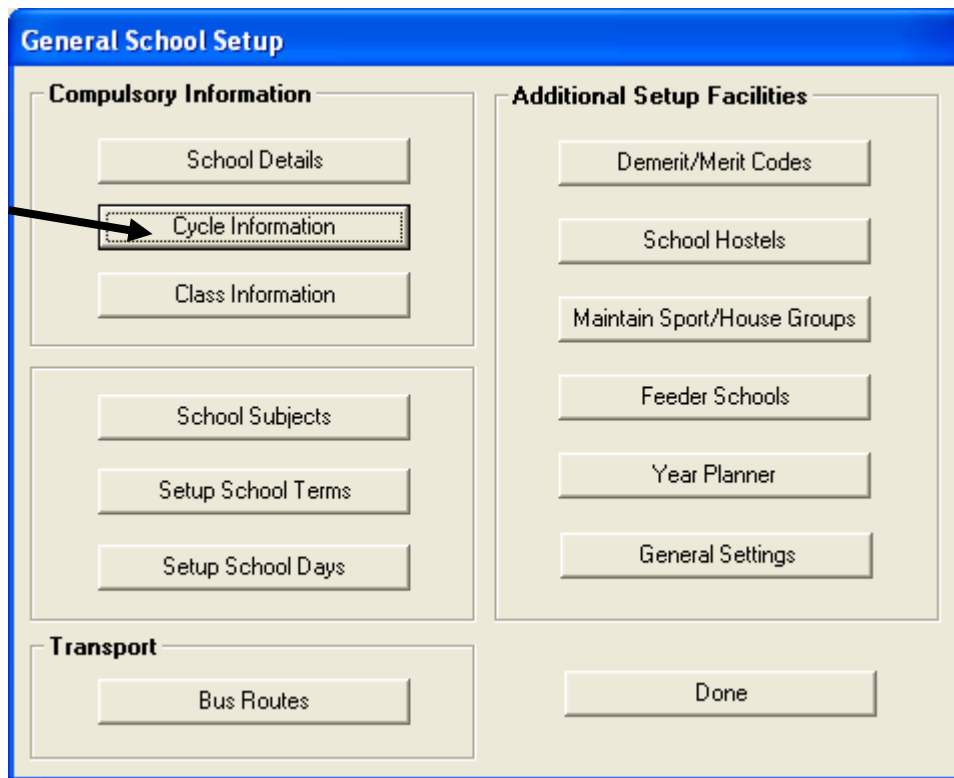 General School Setup
Compulsory Information
School Details
Cycle Information
Class Information
School Subjects
Setup School Terms
Setup School Days
Transport
Bus Routes
Additional Setup Facilities
Demerit/Merit Codes
School Hostels
Maintain Sport/House Groups
Feeder Schools
Year Planner
General Settings
Done